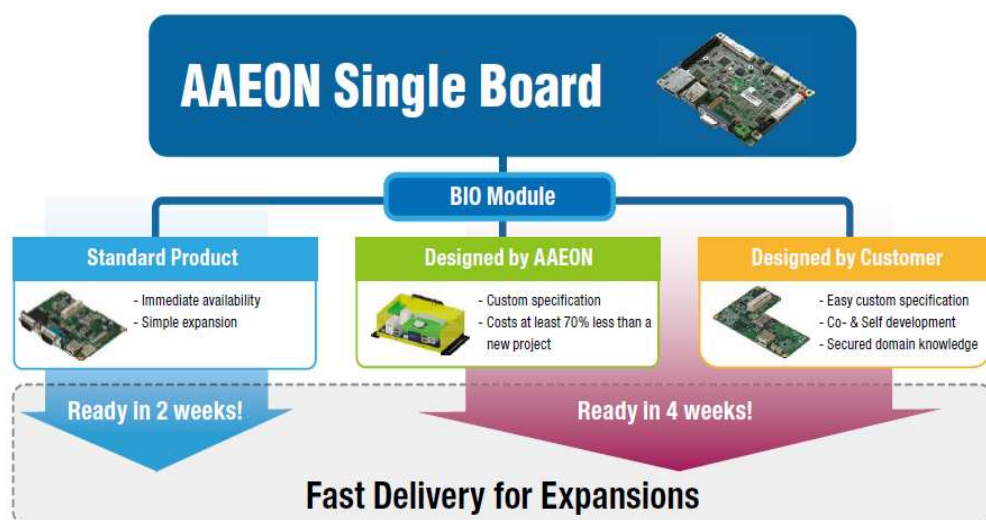 AAEON Single Board
BIO Module
Standard Product
- Immediate availability
- Simple expansion
Designed by AAEON
- Custom specification
- Costs at least 70% less than a
new project
Designed by Customer
- Easy custom specification
- Co- & Self development
- Secured domain knowledge
Ready in 2 weeks!
Ready in 4 weeks!
Fast Delivery for Expansions